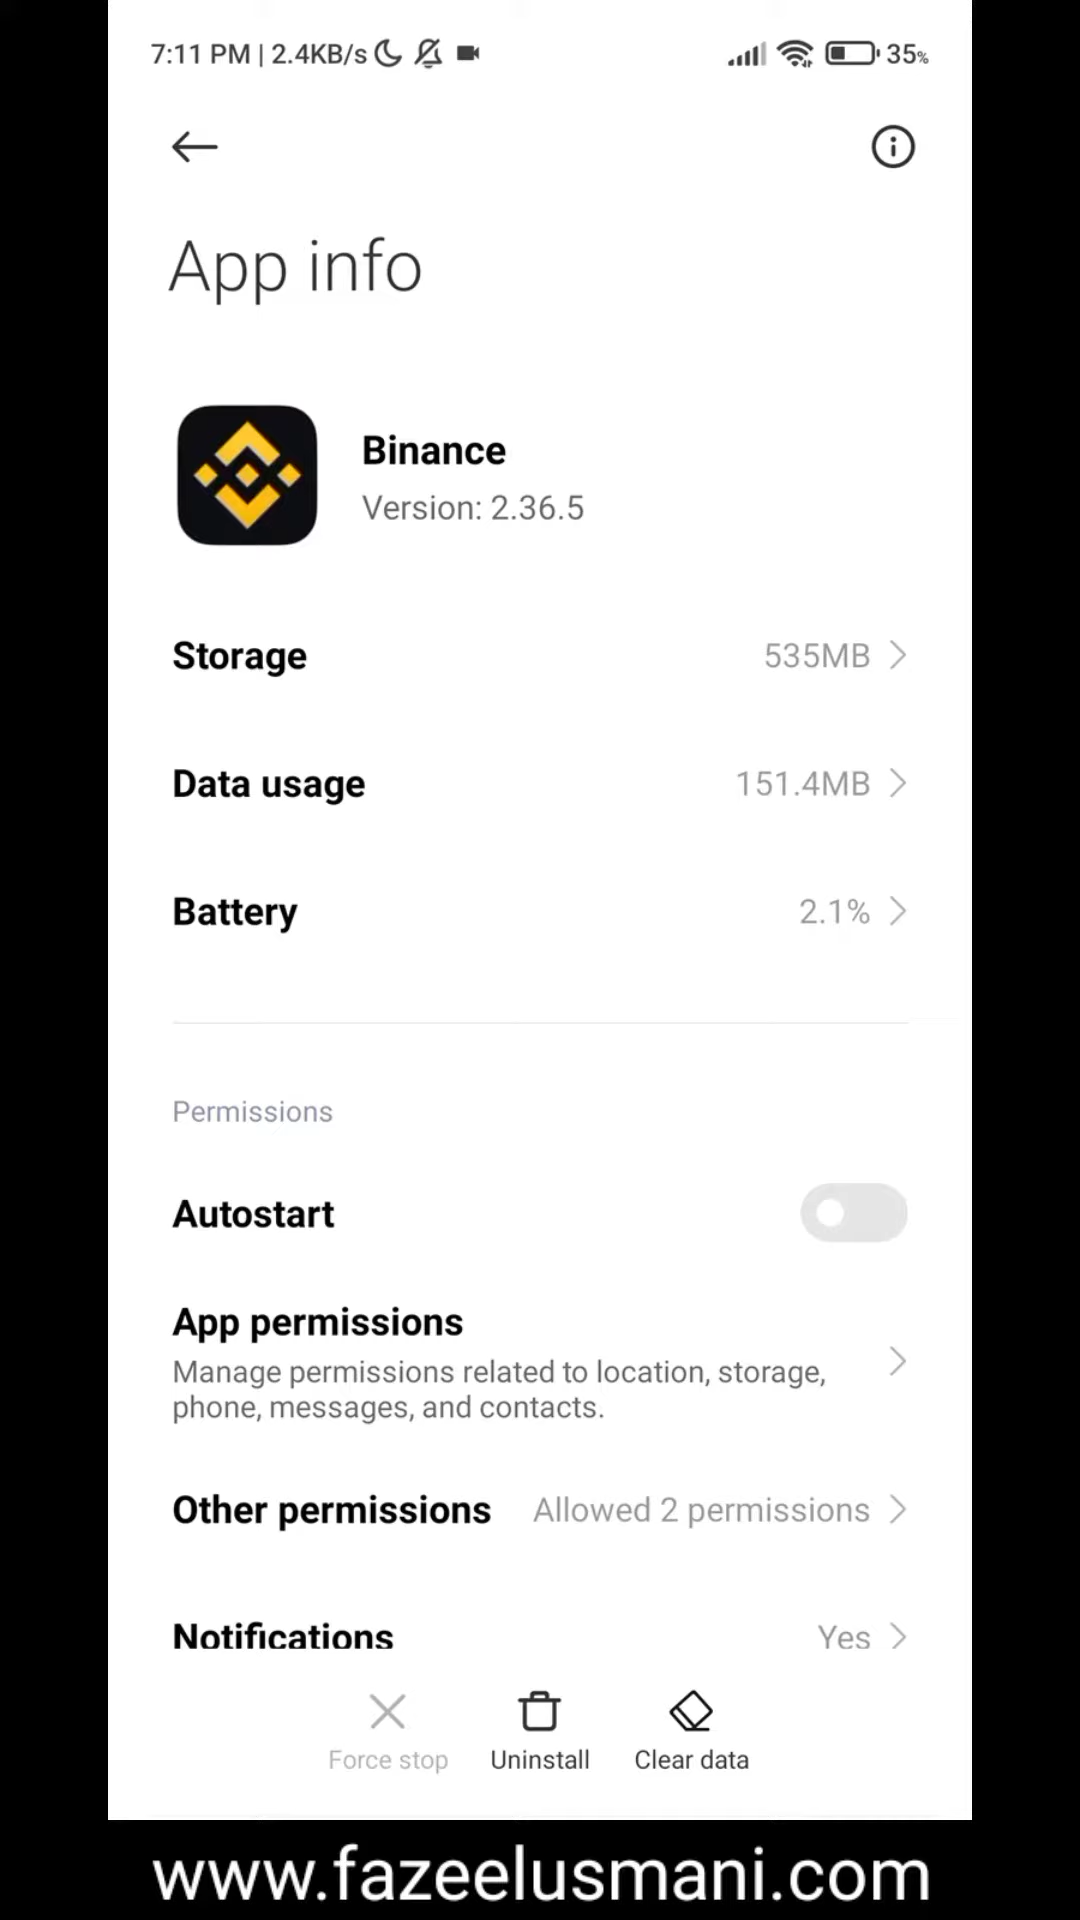 7:11 PM | 2.4KB/s
35%
App info
Binance
Version: 2.36.5
Storage 535MB
Data usage 151.4MB
Battery 2.1%
Permissions
Autostart
App permissions
Manage permissions related to location, storage,
phone, messages, and contacts.
Other permissions Allowed 2 permissions
Notifications Yes
Force stop Uninstall Clear data
www.fazeelusmani.com